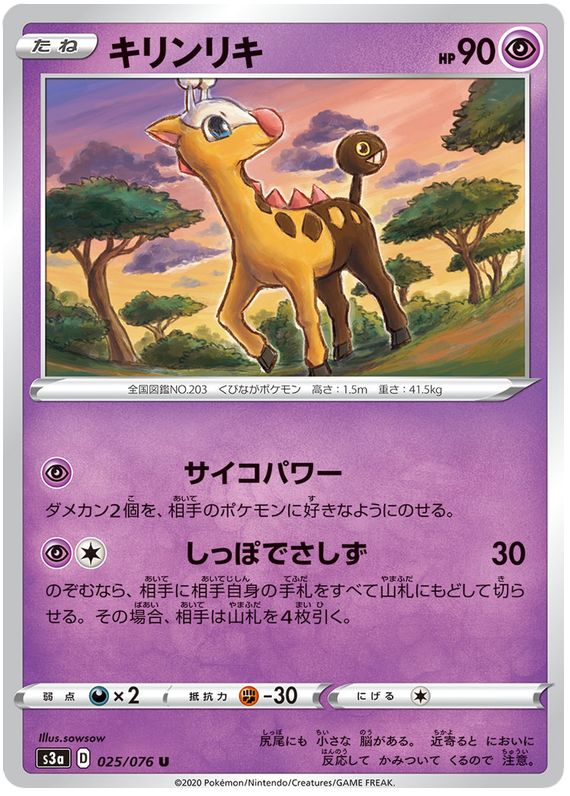 たね キリンリキ HP90
全国図鑑NO.203 くびながポケモン 高さ：1.5m 重さ：41.5kg
サイコパワー
ダメカン2個を、相手のポケモンに好きなようにのせる。
しっぽでさしず 30
のぞむなら、相手に相手自身の手札をすべて山札にもどして切ら
せる。その場合、相手は山札を4枚引く。
弱点 ×2 抵抗力 -30 にげる
Illus.sowsow
尻尾にも 小さな 脳がある。近寄ると においに
反応して かみついてくるので 注意。
s3a D 025/076 U
©2020 Pokémon/Nintendo/Creatures/GAME FREAK.